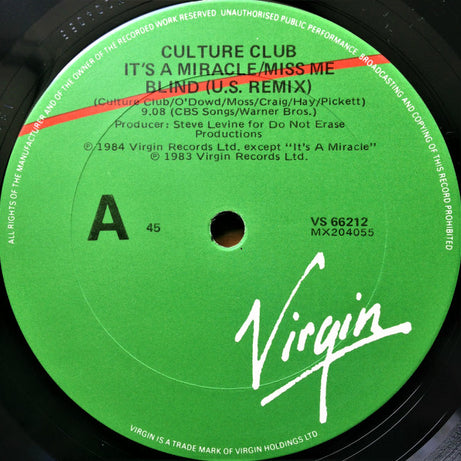 ALL RIGHTS OF THE MANUFACTURER AND OF THE OWNER OF THE RECORDED WORK RESERVED UNAUTHORISED PUBLIC PERFORMANCE, BROADCASTING AND COPYING OF THIS RECORD PROHIBITED
CULTURE CLUB
IT'S A MIRACLE/MISS ME
BLIND (U.S. REMIX)
(Culture Club/O'Dowd/Moss/Craig/Hay/Pickett)
9.08 (CBS Songs/Warner Bros.)
Producer: Steve Levine for Do Not Erase
Productions
℗ 1984 Virgin Records Ltd. except "It's A Miracle"
℗ 1983 Virgin Records Ltd.
A 45 VS 66212
MX204055
Virgin
VIRGIN IS A TRADE MARK OF VIRGIN HOLDINGS LTD